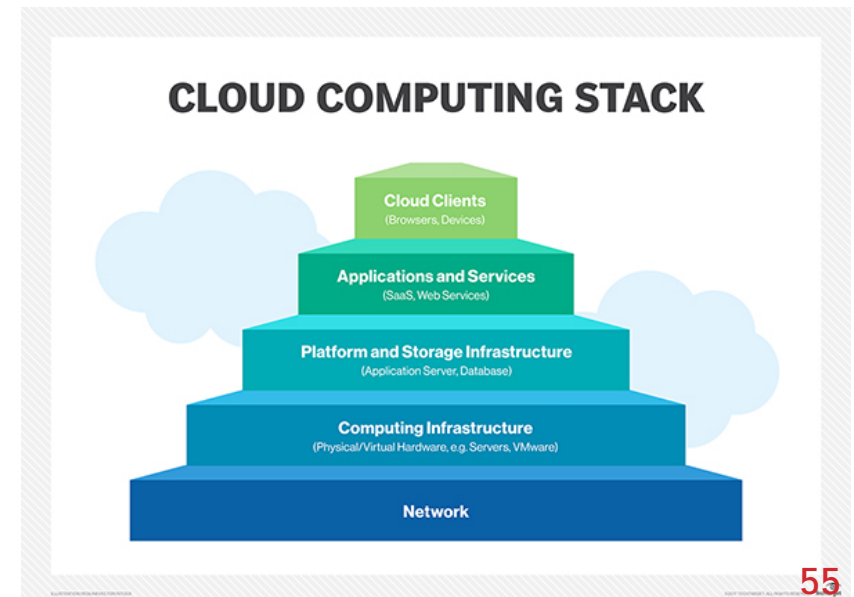 CLOUD COMPUTING STACK
Cloud Clients
(Browsers, Devices)
Applications and Services
(SaaS, Web Services)
Platform and Storage Infrastructure
(Application Server, Database)
Computing Infrastructure
(Physical/Virtual Hardware, e.g. Servers, VMware)
Network
55